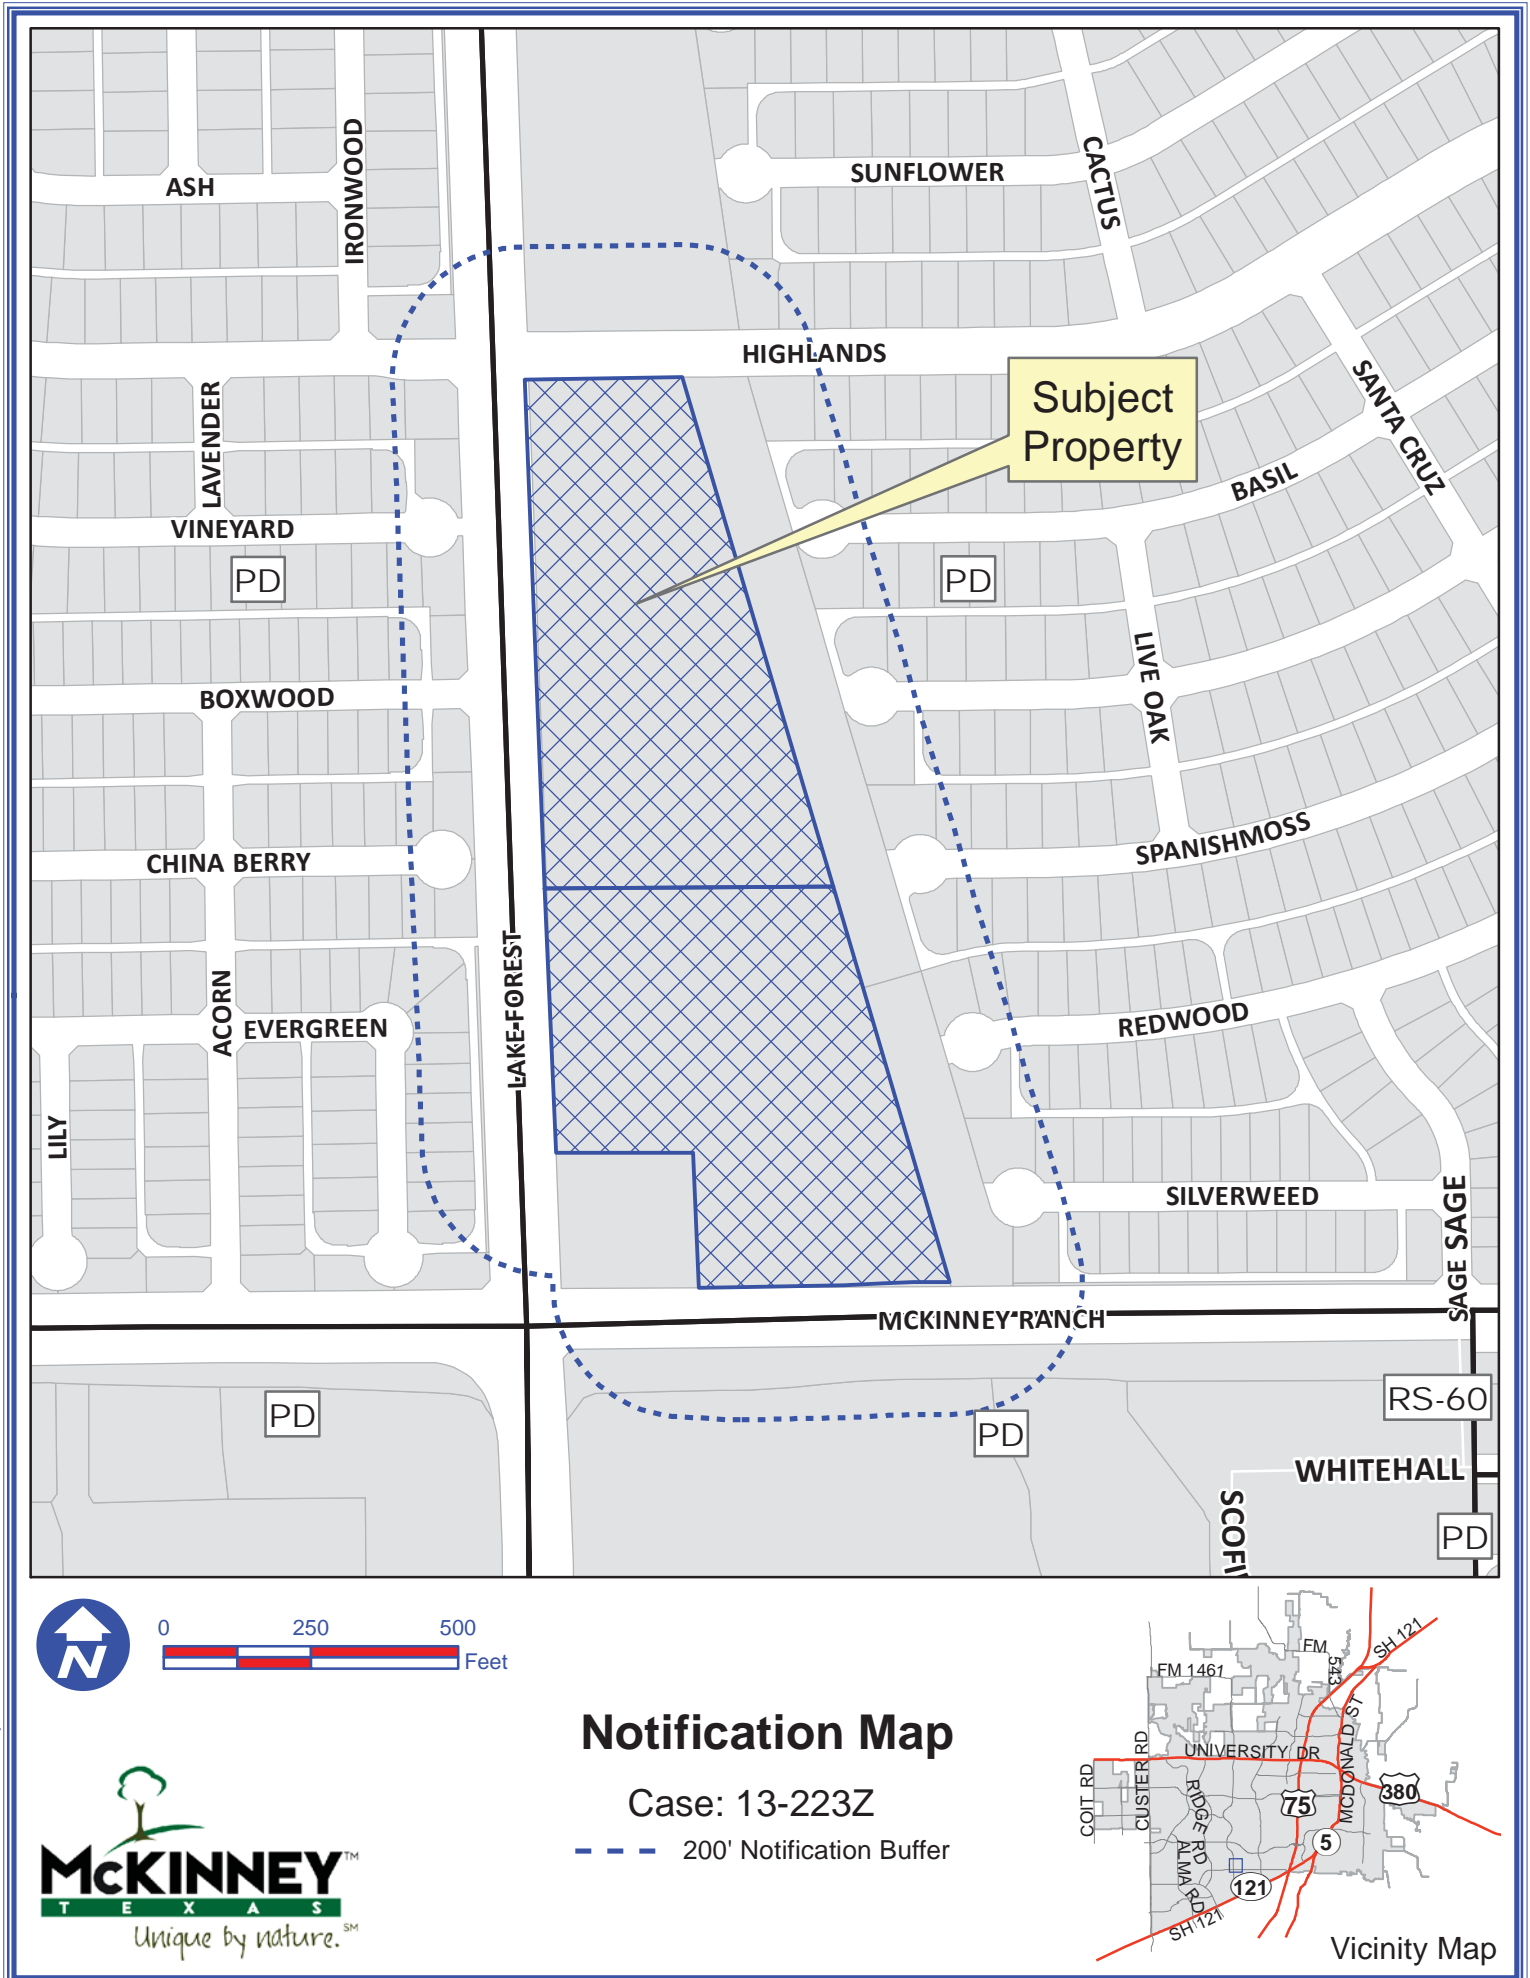 ASH
IRONWOOD
SUNFLOWER
CACTUS
HIGHLANDS
Subject
Property
LAVENDER
SANTA CRUZ
BASIL
VINEYARD
PD
PD
LIVE OAK
BOXWOOD
SPANISHMOSS
CHINA BERRY
LAKE FOREST
ACORN
EVERGREEN
REDWOOD
LILY
SILVERWEED
SAGE SAGE
MCKINNEY RANCH
RS-60
PD
PD
WHITEHALL
SCOFI
PD
N
0 250 500
Feet
Notification Map
Case: 13-223Z
200' Notification Buffer
McKINNEY™
TEXAS
Unique by nature.℠
FM 1461
FM
543
SH 121
UNIVERSITY DR
COIT RD
CUSTER RD
RIDGE RD
ALMA RD
MCDONALD ST
75
380
5
121
SH 121
Vicinity Map